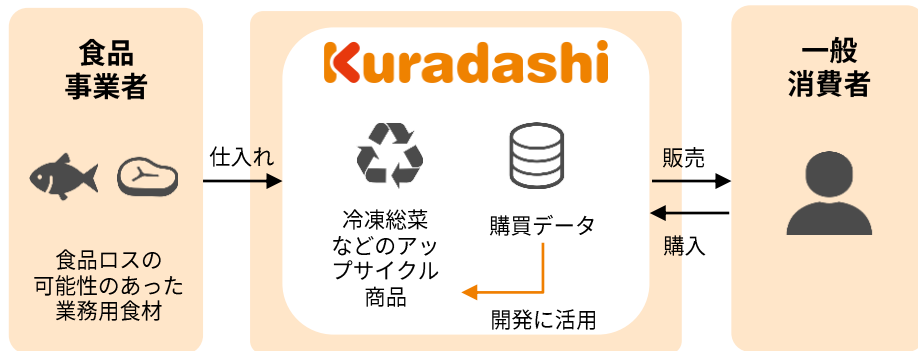 食品
事業者
食品ロスの
可能性のあった
業務用食材
仕入れ
Kuradashi
冷凍総菜
などのアッ
プサイクル
商品
購買データ
開発に活用
販売
購入
一般
消費者